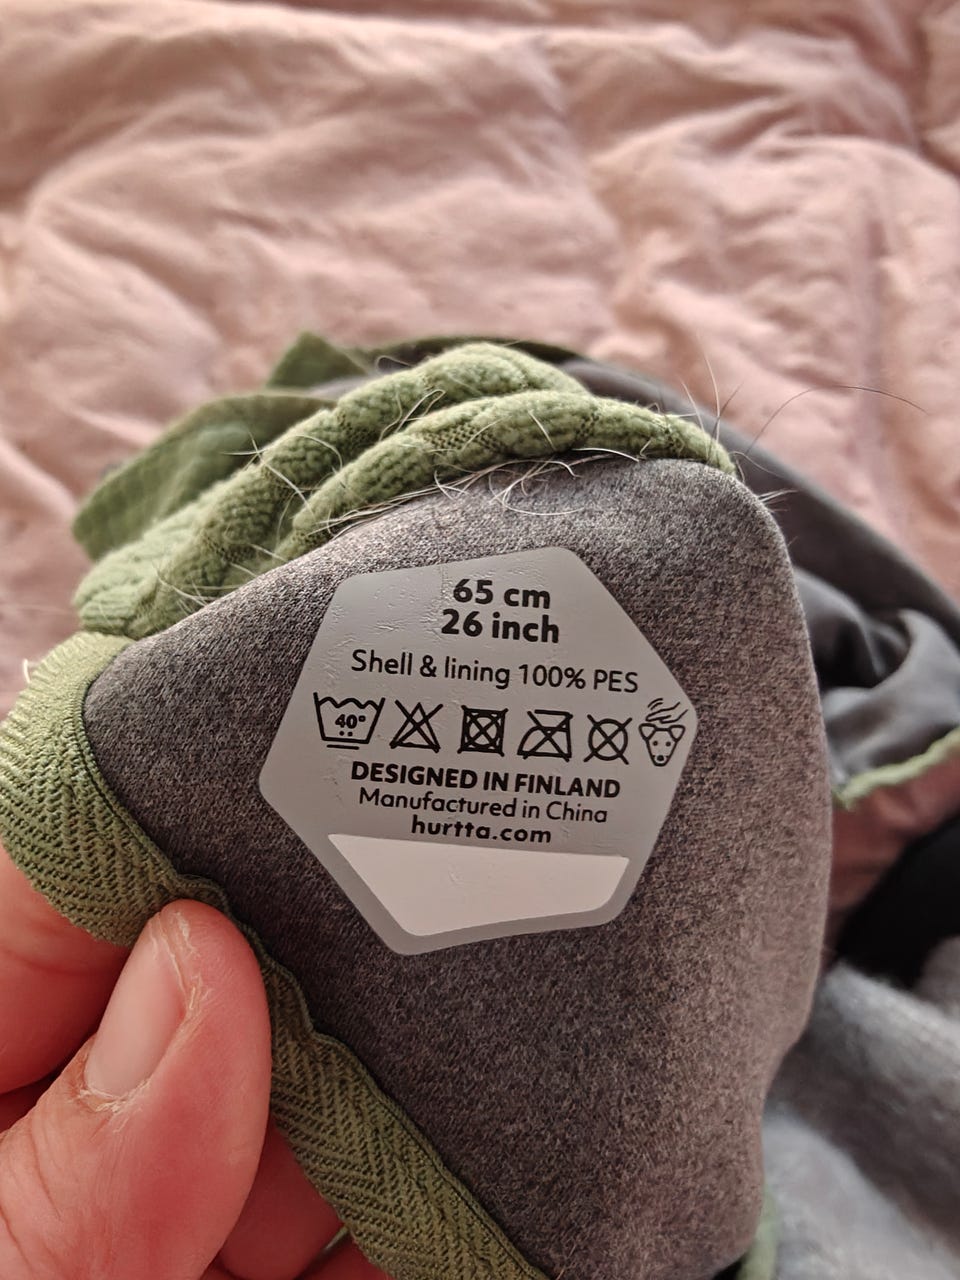 65 cm
26 inch
Shell & lining 100% PES
40°
DESIGNED IN FINLAND
Manufactured in China
hurtta.com